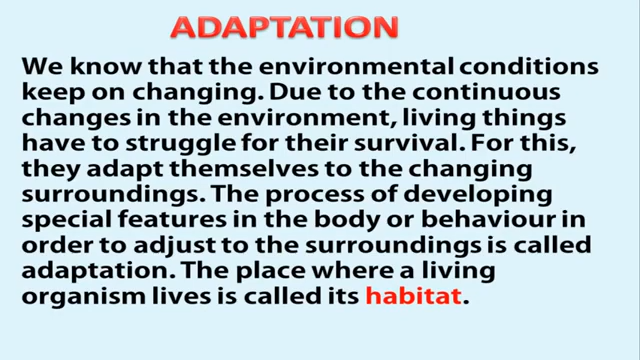 ADAPTATION
We know that the environmental conditions
keep on changing. Due to the continuous
changes in the environment, living things
have to struggle for their survival. For this,
they adapt themselves to the changing
surroundings. The process of developing
special features in the body or behaviour in
order to adjust to the surroundings is called
adaptation. The place where a living
organism lives is called its habitat.